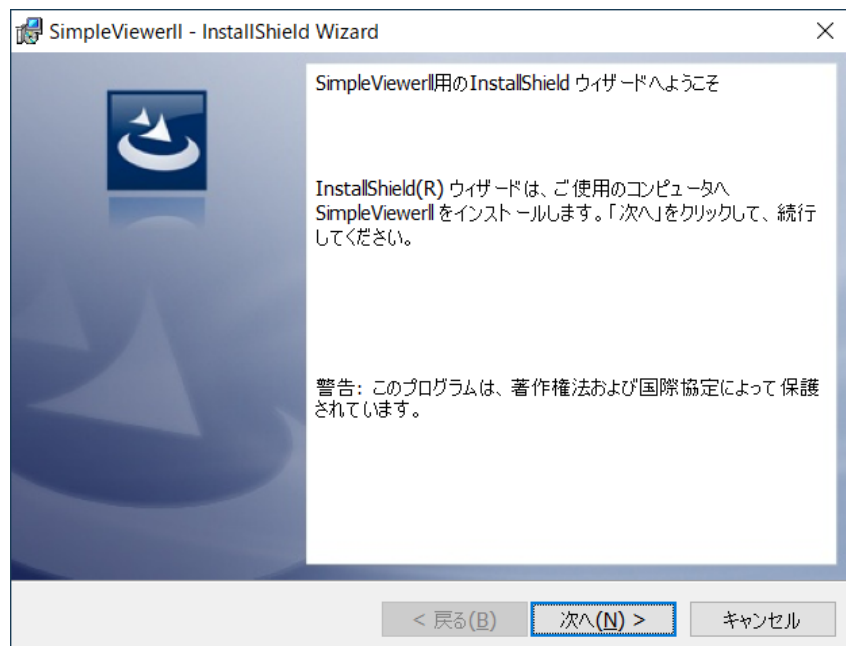 SimpleViewerII - InstallShield Wizard
SimpleViewerII用のInstallShield ウィザードへようこそ
InstallShield(R) ウィザードは、ご使用のコンピュータへ
SimpleViewerII をインストールします。「次へ」をクリックして、続行
してください。
警告: このプログラムは、著作権法および国際協定によって保護
されています。
< 戻る(B)
次へ(N) >
キャンセル